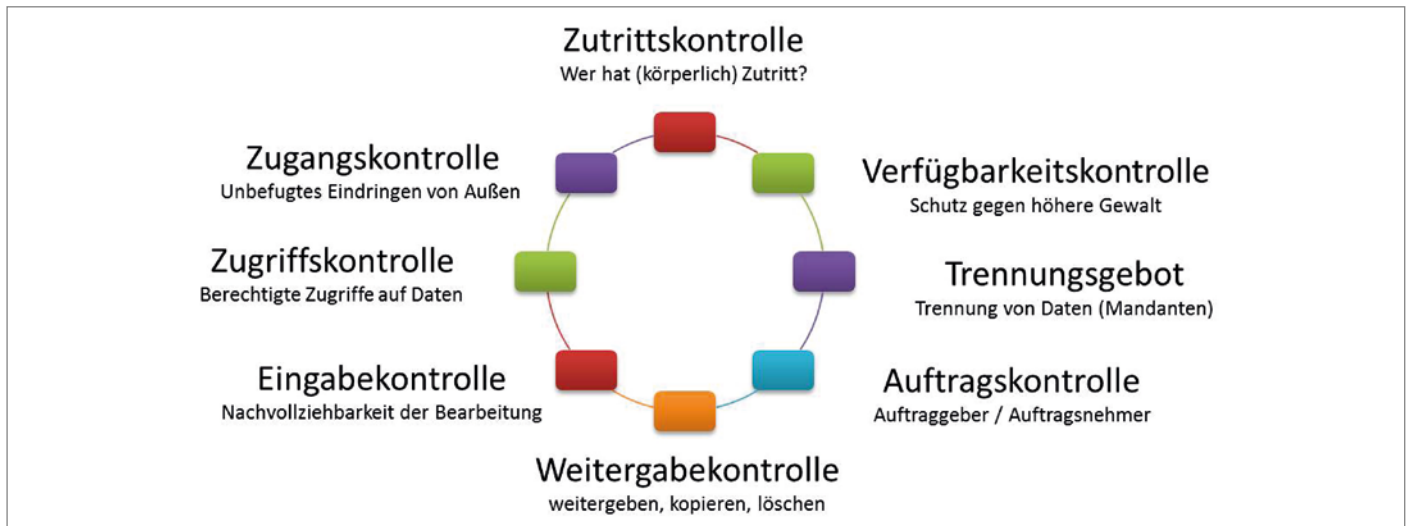 Zutrittskontrolle
Wer hat (körperlich) Zutritt?
Zugangskontrolle
Unbefugtes Eindringen von Außen
Verfügbarkeitskontrolle
Schutz gegen höhere Gewalt
Zugriffskontrolle
Berechtigte Zugriffe auf Daten
Trennungsgebot
Trennung von Daten (Mandanten)
Eingabekontrolle
Nachvollziehbarkeit der Bearbeitung
Auftragskontrolle
Auftraggeber / Auftragsnehmer
Weitergabekontrolle
weitergeben, kopieren, löschen